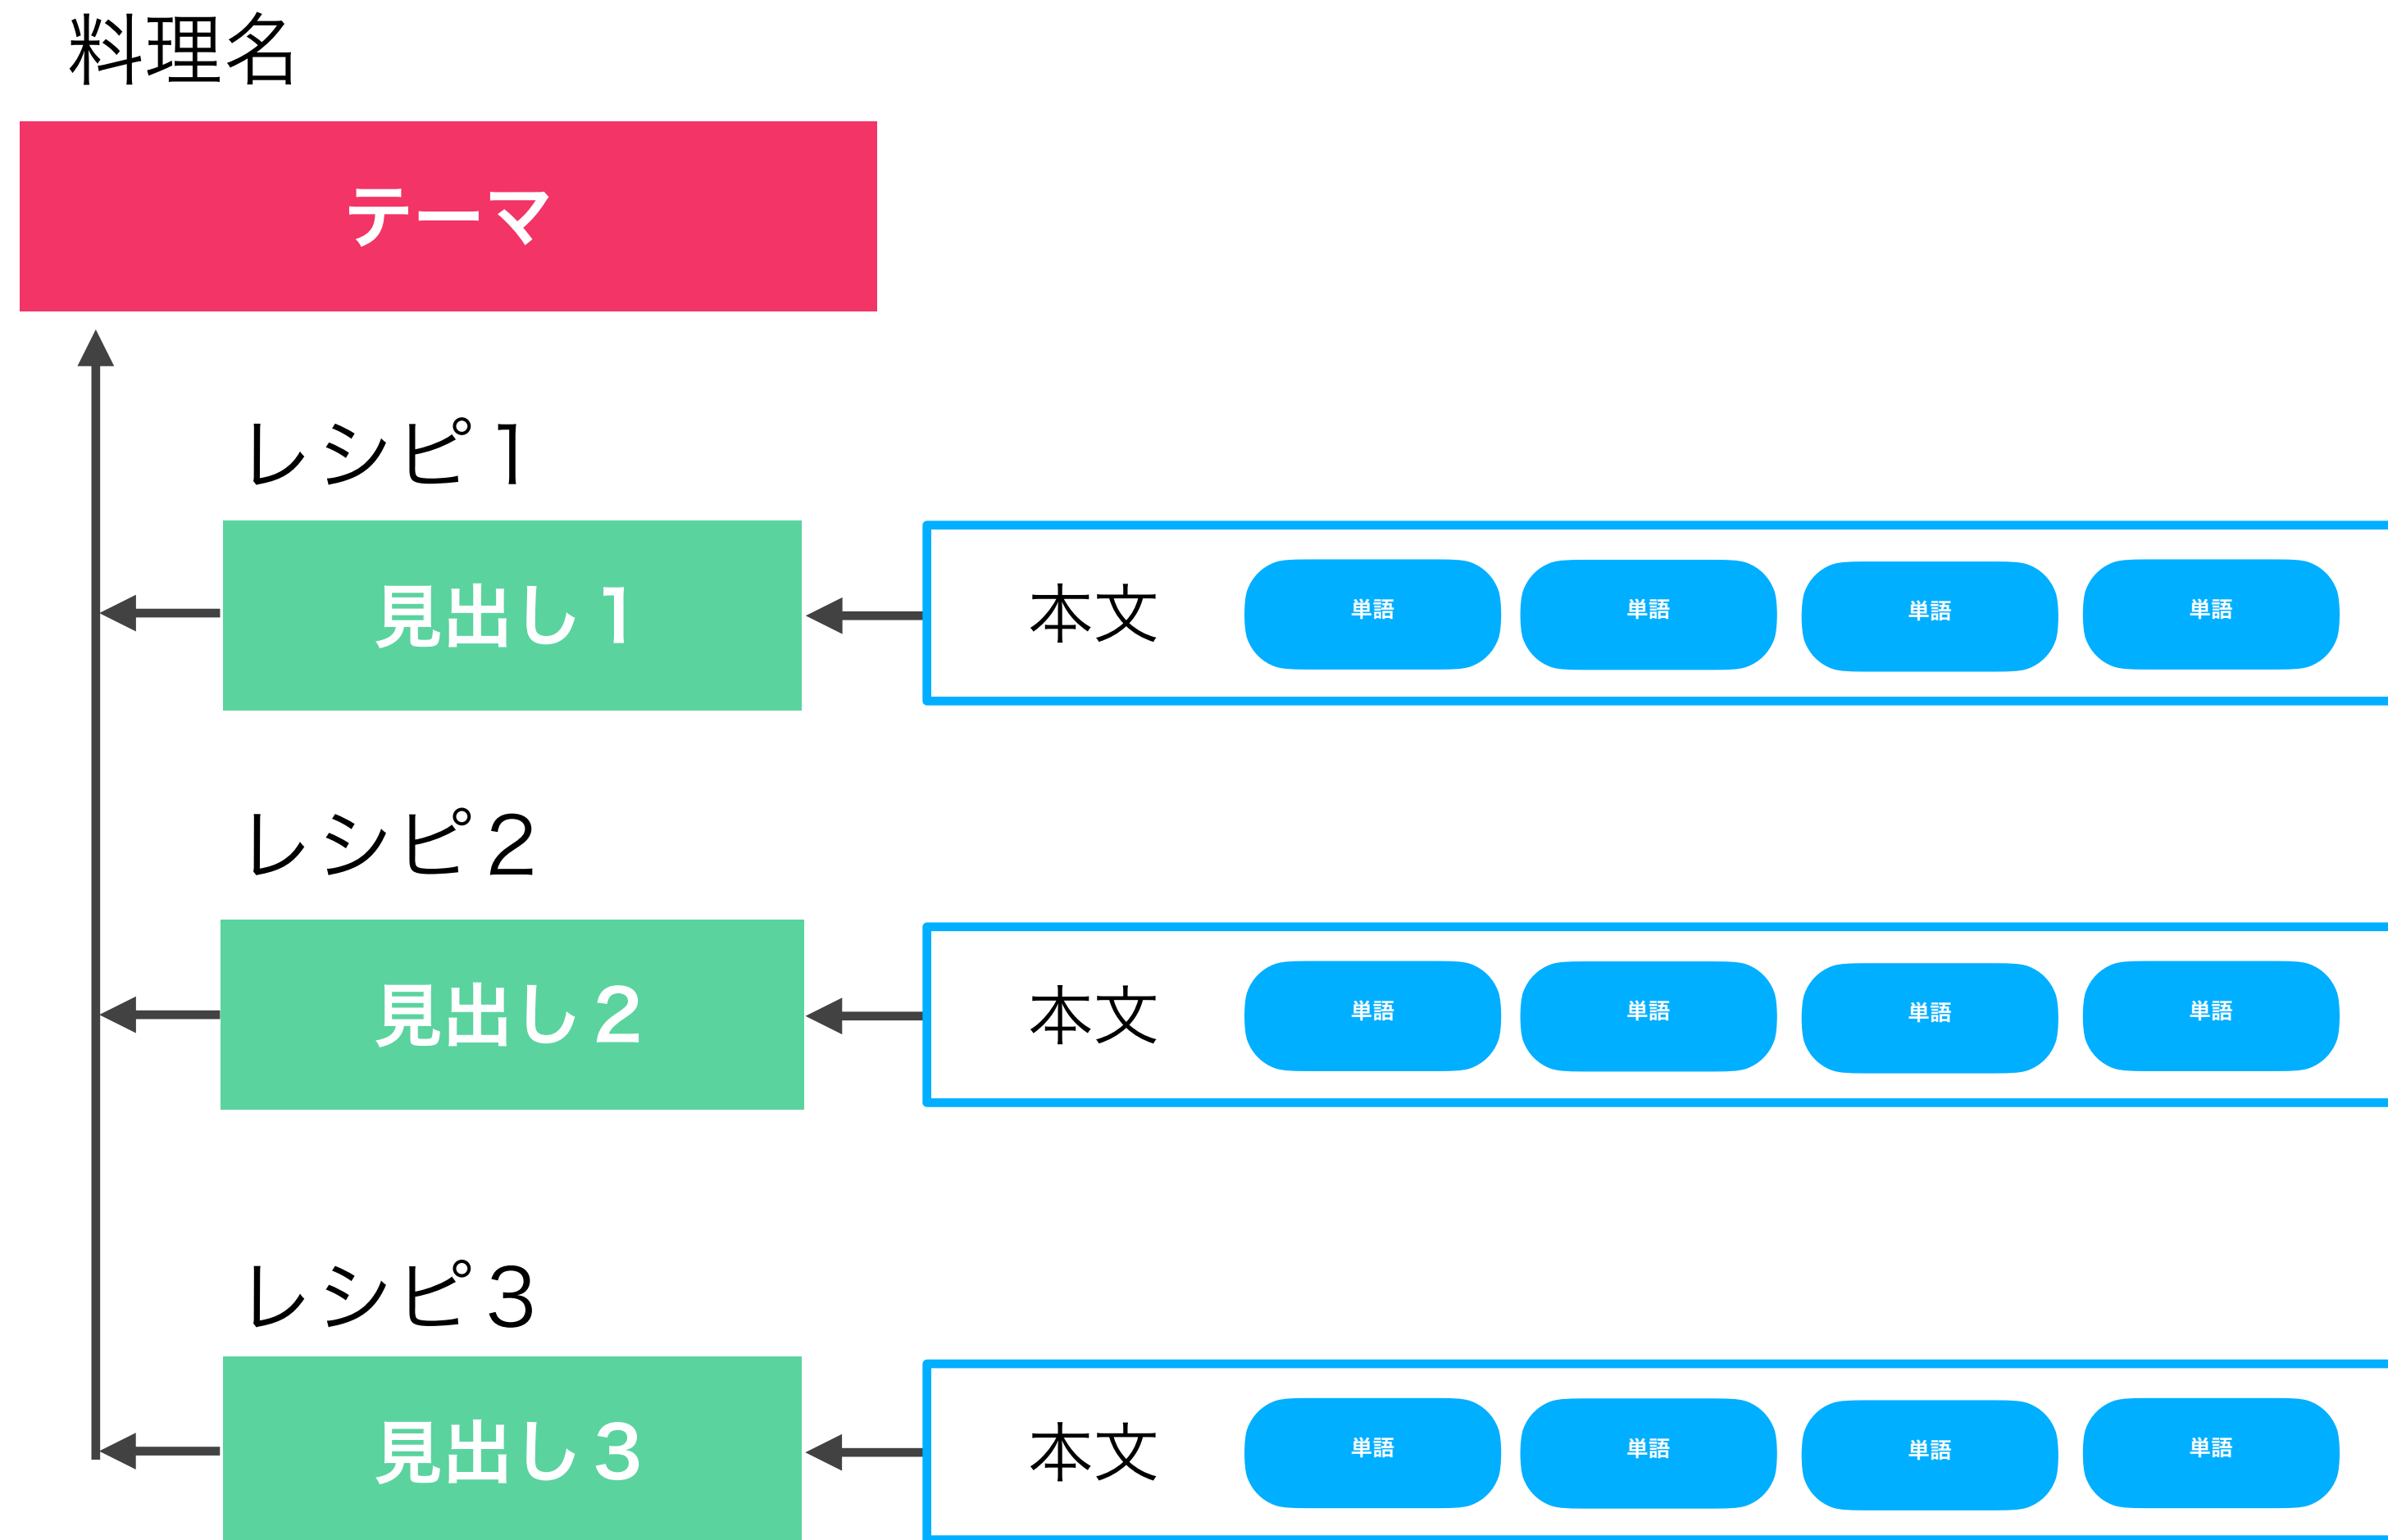 料理名
テーマ
レシピ１
見出し１
本文 単語 単語 単語 単語
レシピ２
見出し２
本文 単語 単語 単語 単語
レシピ３
見出し３
本文 単語 単語 単語 単語